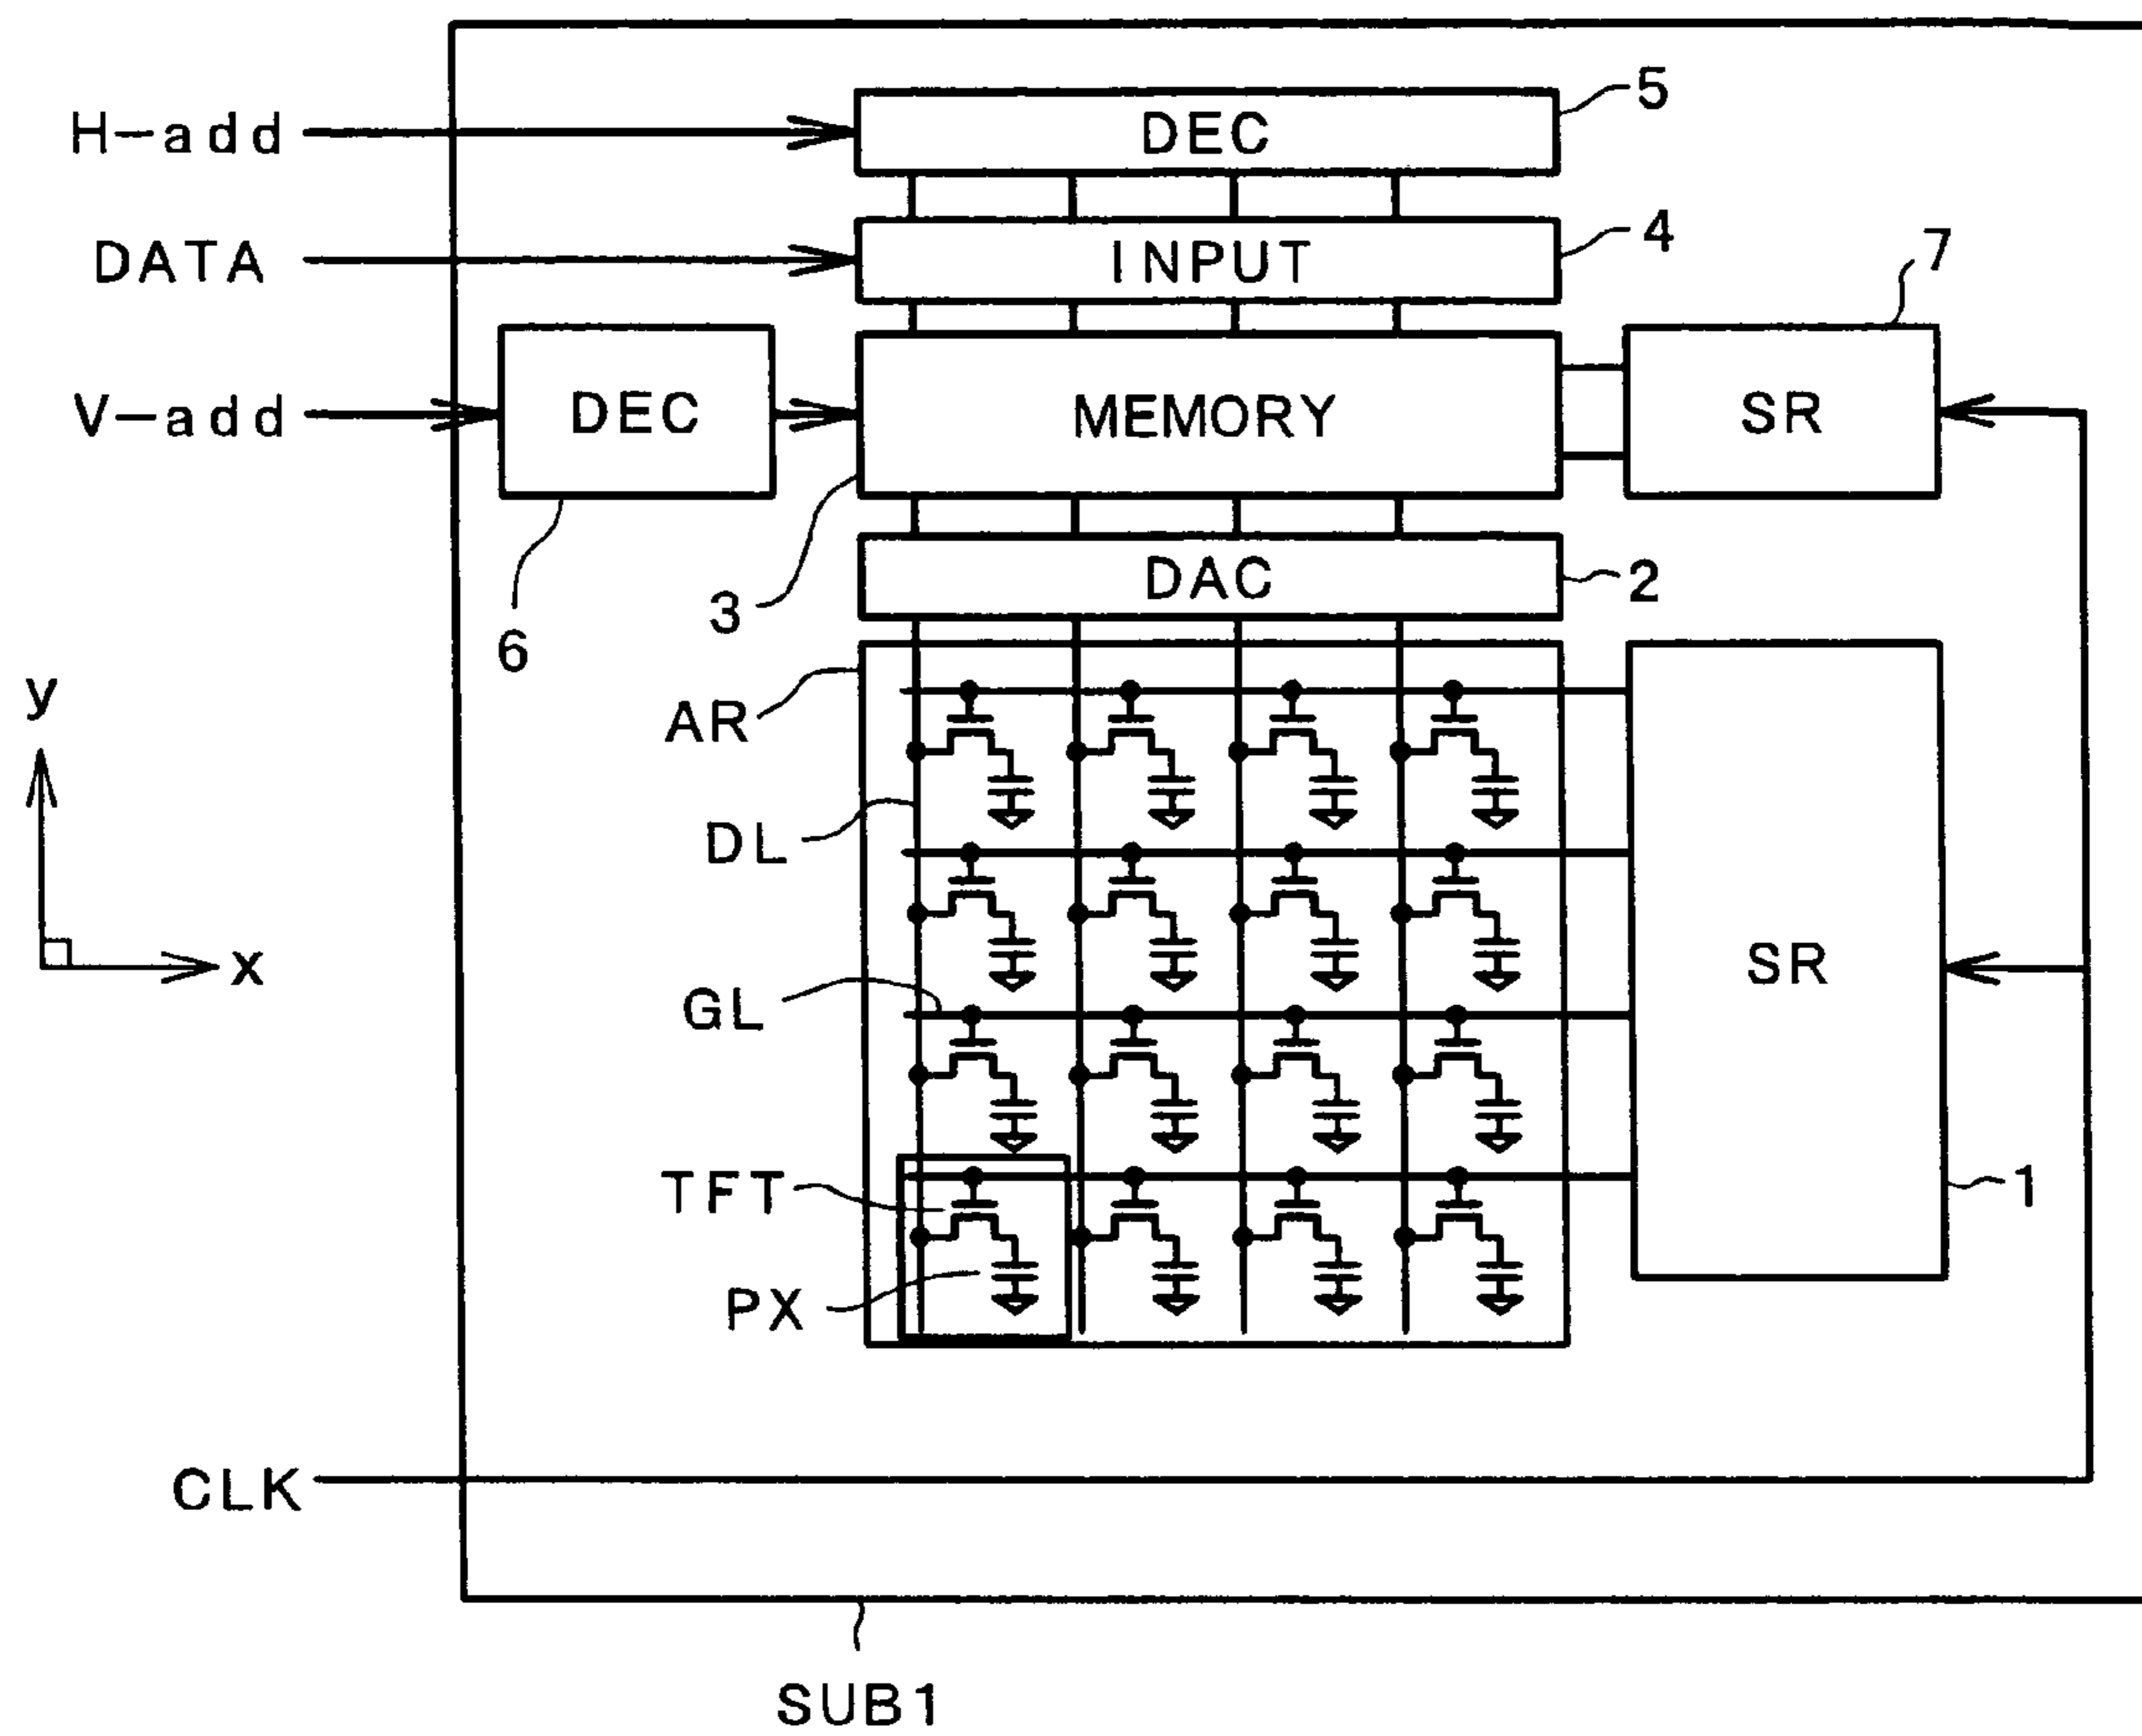 5
H-add
DEC
4
DATA
INPUT
7
V-add
DEC
MEMORY
SR
DAC
2
3
6
y
AR
DL
x
SR
GL
TFT
1
PX
CLK
SUB1